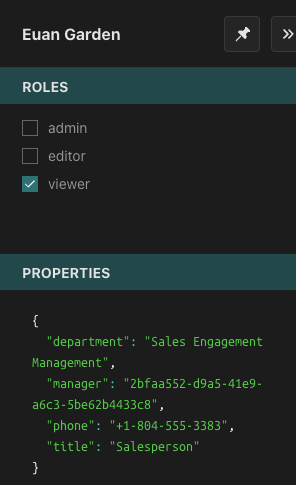 Euan Garden
ROLES
admin
editor
viewer
PROPERTIES
{
"department": "Sales Engagement
Management",
"manager": "2bfaa552-d9a5-41e9-
a6c3-5be62b4433c8",
"phone": "+1-804-555-3383",
"title": "Salesperson"
}